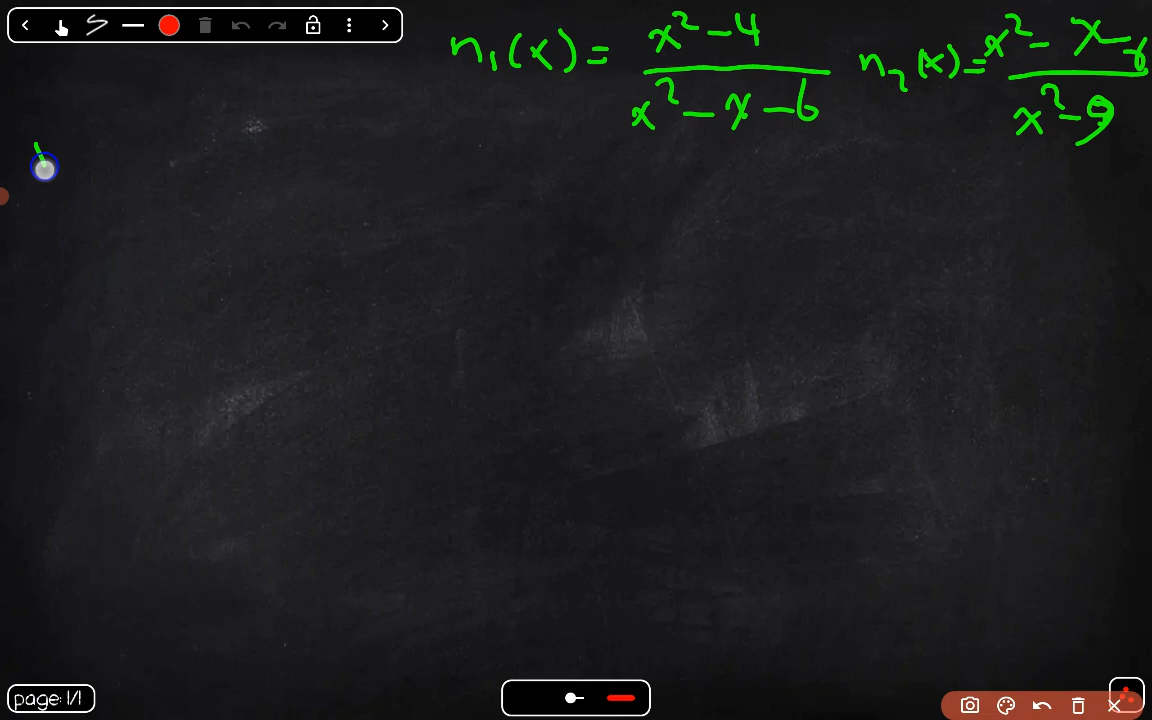 n₁(x) = (x² - 4)/(x² - x - 6)  n₂(x) = (x² - x - 6)/(x² - 9)
page: 1/1